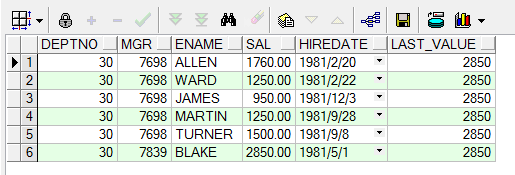 DEPTNO MGR ENAME SAL HIREDATE LAST_VALUE
1 30 7698 ALLEN 1760.00 1981/2/20 2850
2 30 7698 WARD 1250.00 1981/2/22 2850
3 30 7698 JAMES 950.00 1981/12/3 2850
4 30 7698 MARTIN 1250.00 1981/9/28 2850
5 30 7698 TURNER 1500.00 1981/9/8 2850
6 30 7839 BLAKE 2850.00 1981/5/1 2850